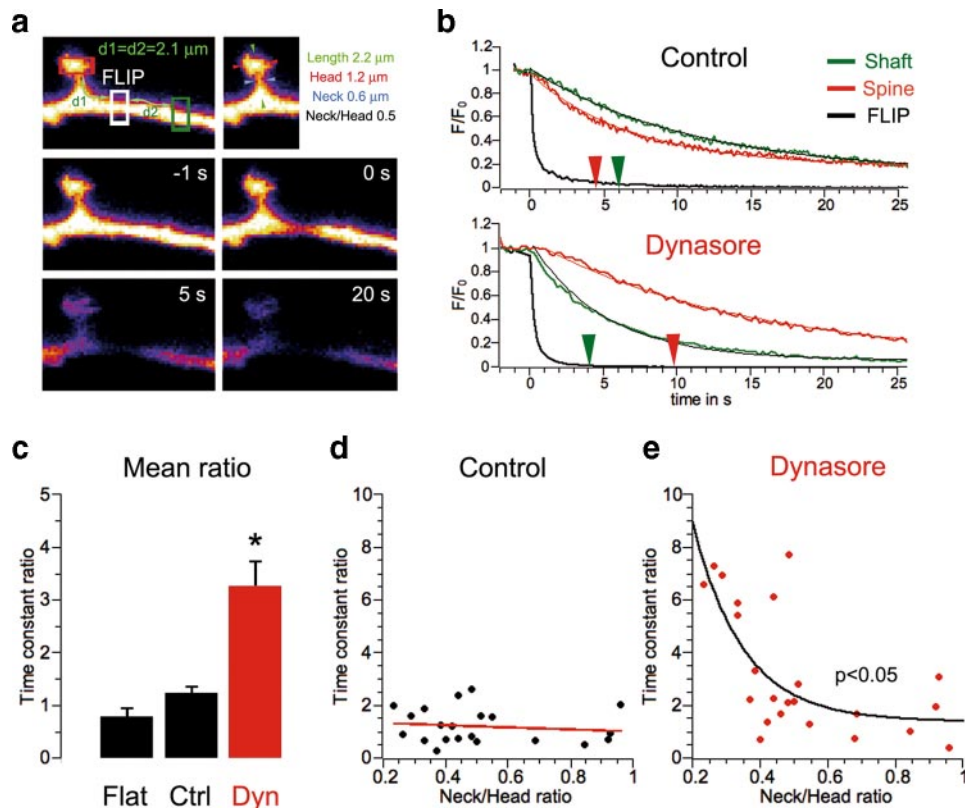 a
d1=d2=2.1 µm
FLIP
d1
d2
Length 2.2 µm
Head 1.2 µm
Neck 0.6 µm
Neck/Head 0.5
-1 s
0 s
5 s
20 s
b
Control
Shaft
Spine
FLIP
F/F0
1.2
1
0.8
0.6
0.4
0.2
0
0 5 10 15 20 25
Dynasore
F/F0
1.2
1
0.8
0.6
0.4
0.2
0
0 5 10 15 20 25
time in s
c
Mean ratio
Time constant ratio
5
4
3
2
1
0
*
Flat Ctrl Dyn
d
Control
Time constant ratio
10
8
6
4
2
0
0.2 0.4 0.6 0.8 1
Neck/Head ratio
e
Dynasore
Time constant ratio
10
8
6
4
2
0
p<0.05
0.2 0.4 0.6 0.8 1
Neck/Head ratio